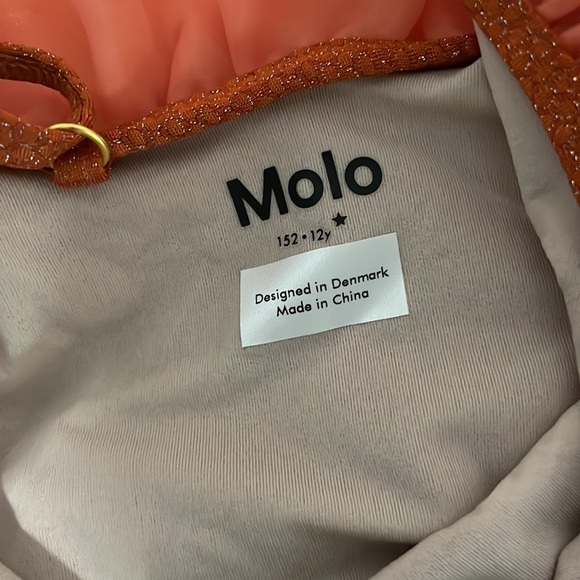 Molo
152 • 12y
Designed in Denmark
Made in China